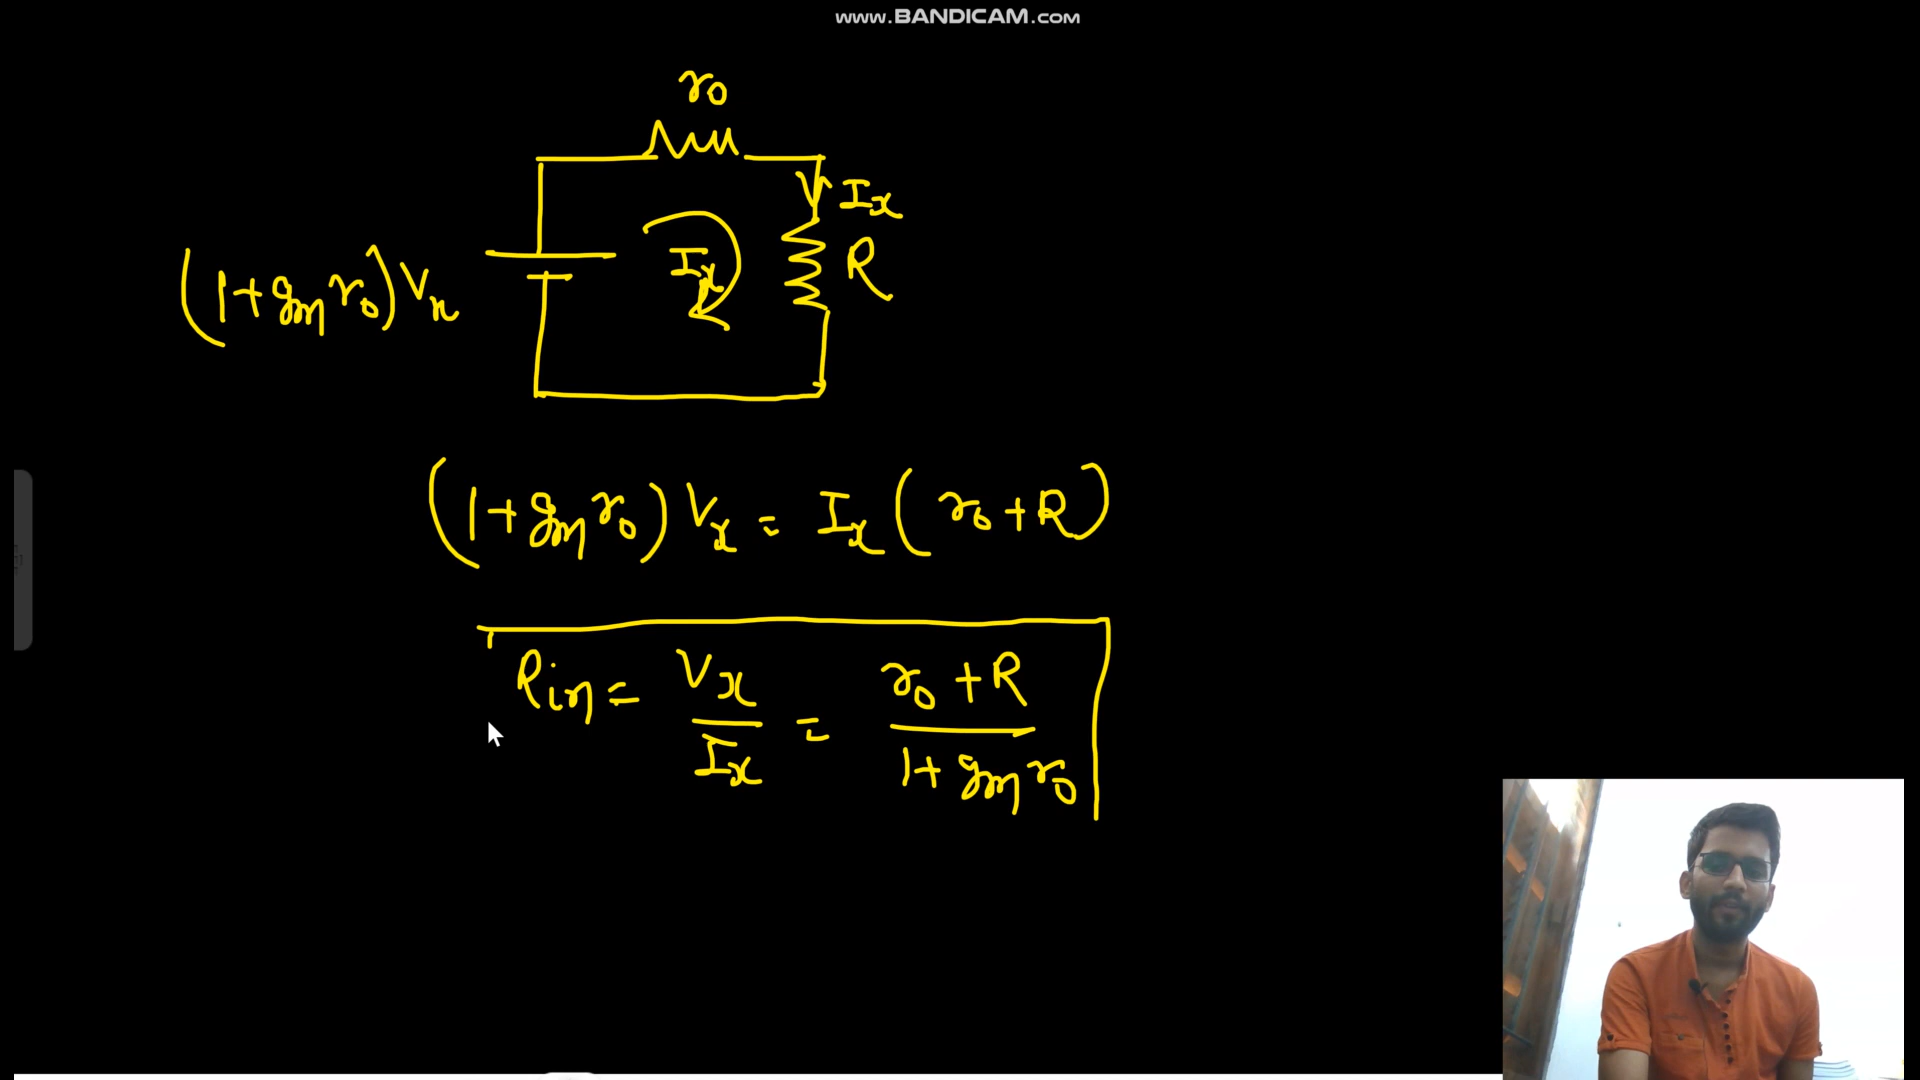 www.BANDICAM.com
r0
Ix
Ix
R
(1+gmr0)Vx
(1+gmr0)Vx = Ix(r0+R)
Rin = Vx/Ix = r0+R/1+gmr0